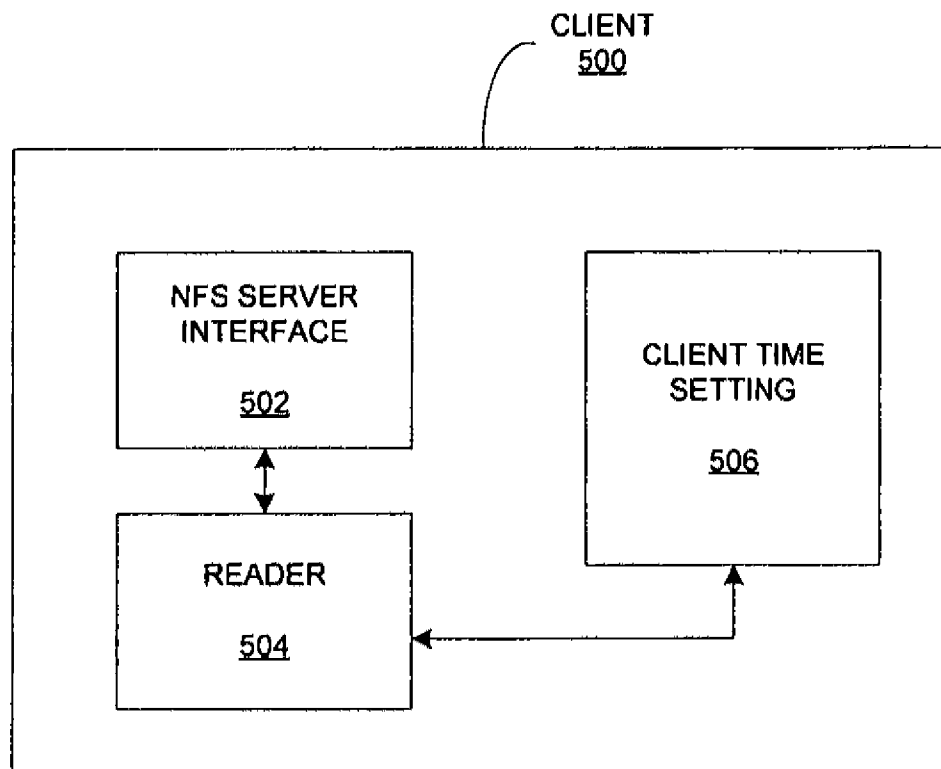 CLIENT
500
NFS SERVER
INTERFACE
502
CLIENT TIME
SETTING
506
READER
504